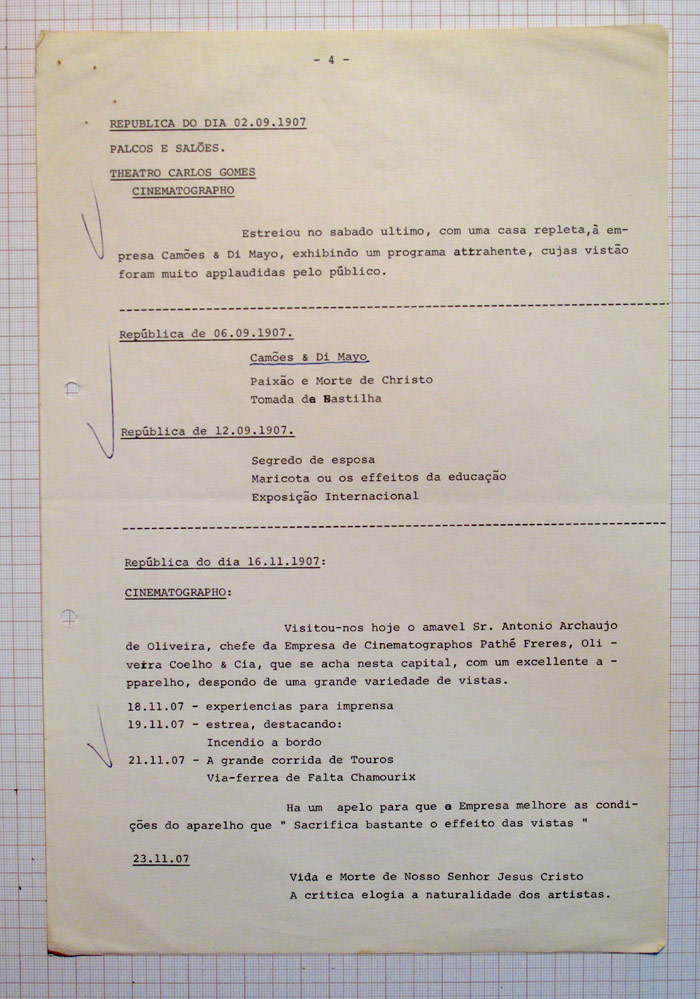 - 4 -
REPUBLICA DO DIA 02.09.1907
PALCOS E SALÕES.
THEATRO CARLOS GOMES
CINEMATOGRAPHO
Estreiou no sabado ultimo, com uma casa repleta,à em-
presa Camões & Di Mayo, exhibindo um programa attrahente, cujas vistão
foram muito applaudidas pelo público.
República de 06.09.1907.
Camões & Di Mayo
Paixão e Morte de Christo
Tomada da Bastilha
República de 12.09.1907.
Segredo de esposa
Maricota ou os effeitos da educação
Exposição Internacional
República do dia 16.11.1907:
CINEMATOGRAPHO:
Visitou-nos hoje o amavel Sr. Antonio Archaujo
de Oliveira, chefe da Empresa de Cinematographos Pathé Freres, Oli -
veira Coelho & Cia, que se acha nesta capital, com um excellente a -
pparelho, despondo de uma grande variedade de vistas.
18.11.07 - experiencias para imprensa
19.11.07 - estrea, destacando:
Incendio a bordo
21.11.07 - A grande corrida de Touros
Via-ferrea de Falta Chamourix
Ha um apelo para que a Empresa melhore as condi-
ções do aparelho que " Sacrifica bastante o effeito das vistas "
23.11.07
Vida e Morte de Nosso Senhor Jesus Cristo
A critica elogia a naturalidade dos artistas.